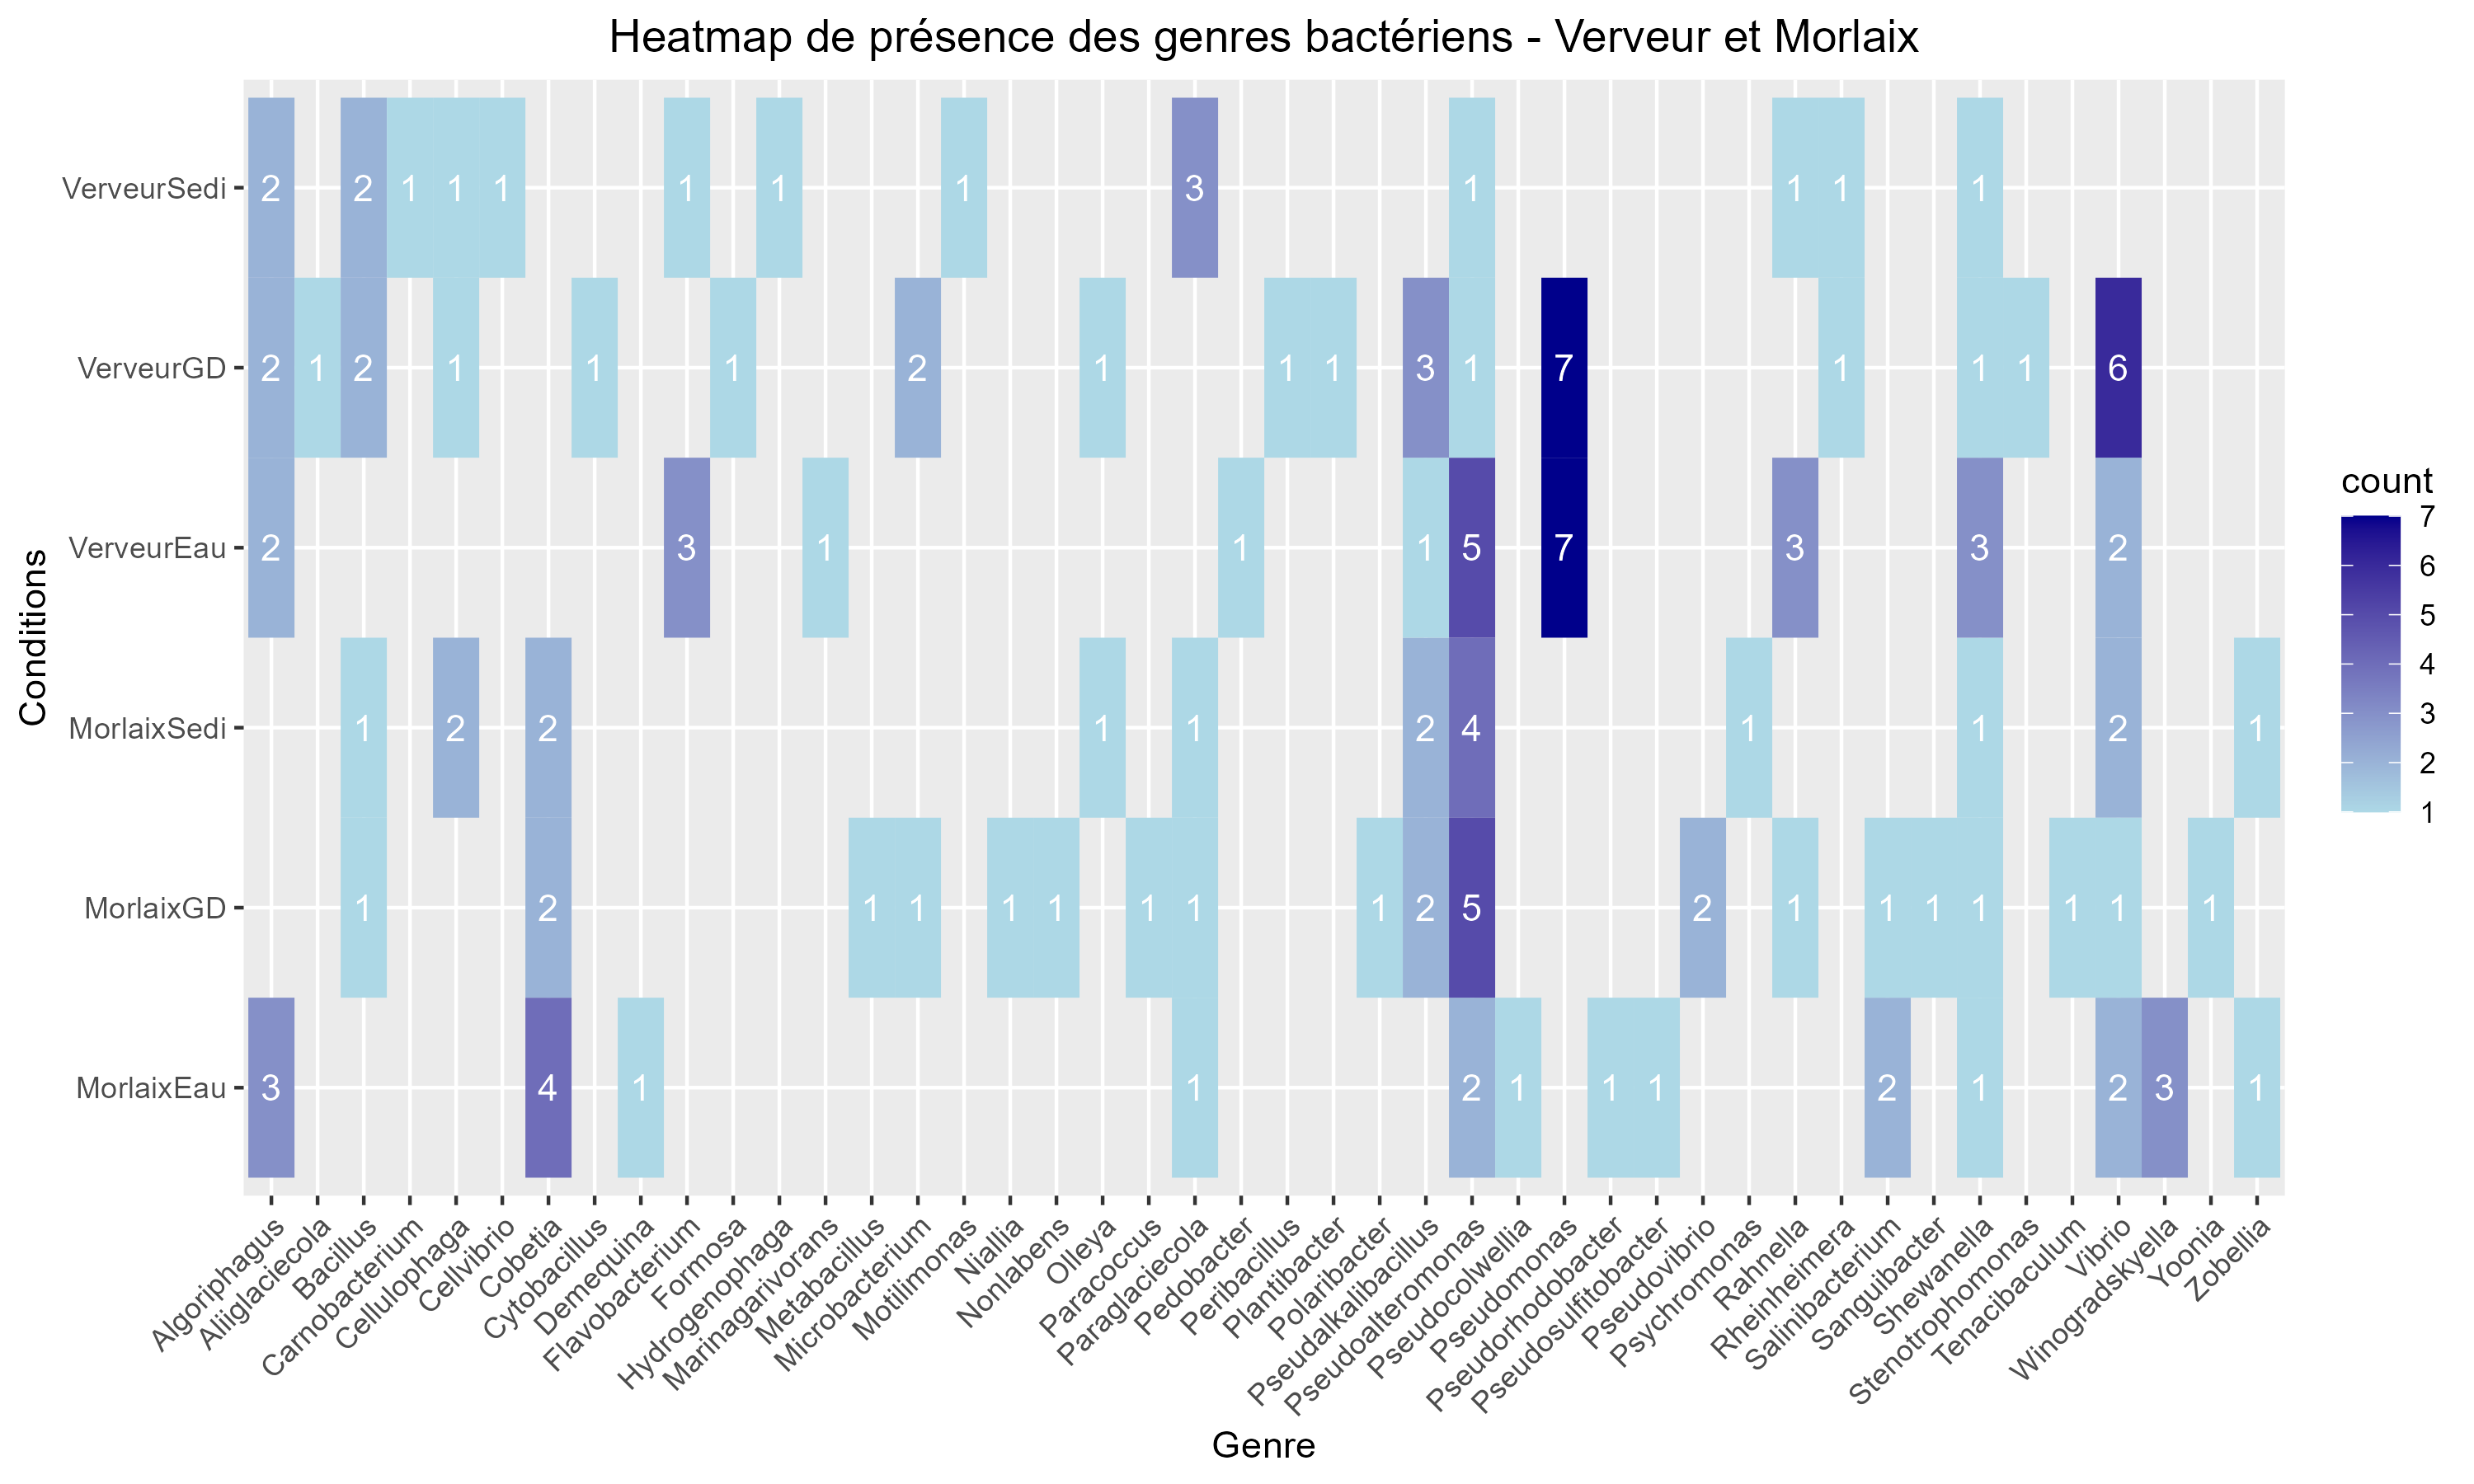 Heatmap de présence des genres bactériens - Verveur et Morlaix
Conditions
VerveurSedi 2 2 1 1 1 1 1 1 3 1 1 1 1
VerveurGD 2 1 2 1 1 1 2 1 1 1 3 1 7 1 1 1 6
VerveurEau 2 3 1 1 1 5 7 3 3 2
MorlaixSedi 1 2 2 1 1 2 4 1 1 2 1
MorlaixGD 1 2 1 1 1 1 1 1 1 2 5 2 1 1 1 1 1 1 1
MorlaixEau 3 4 1 1 2 1 1 1 2 1 2 3 1
Algoriphagus
Aliiglaciecola
Bacillus
Carnobacterium
Cellulophaga
Cellvibrio
Cobetia
Cytobacillus
Demequina
Flavobacterium
Formosa
Hydrogenophaga
Marinagarivorans
Metabacillus
Microbacterium
Motilimonas
Niallia
Nonlabens
Olleya
Paracoccus
Paraglaciecola
Pedobacter
Peribacillus
Plantibacter
Polaribacter
Pseudalkalibacillus
Pseudoalteromonas
Pseudocolwellia
Pseudomonas
Pseudorhodobacter
Pseudosulfitobacter
Pseudovibrio
Psychromonas
Rahnella
Rheinheimera
Salinibacterium
Sanguibacter
Shewanella
Stenotrophomonas
Tenacibaculum
Vibrio
Winogradskyella
Yoonia
Zobellia
Genre
count
7
6
5
4
3
2
1